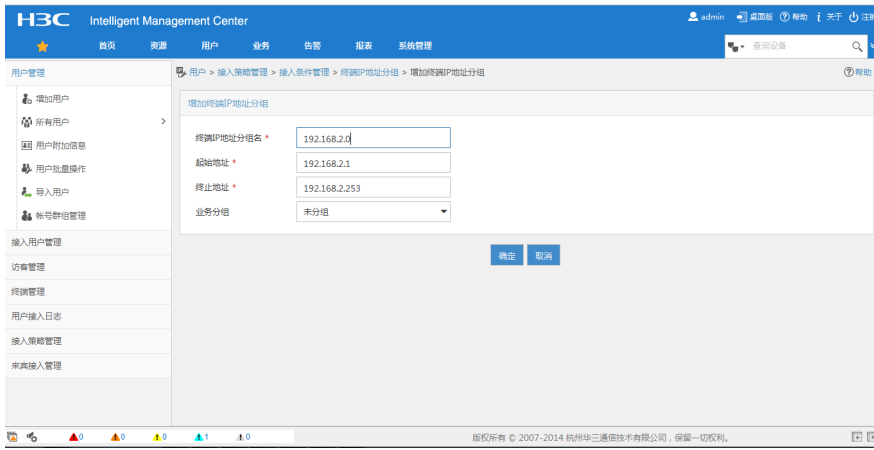 H3C Intelligent Management Center
admin 桌面版 帮助 关于
首页 资源 用户 业务 告警 报表 系统管理 查询设备
用户管理
用户 > 接入策略管理 > 接入条件管理 > 终端IP地址分组 > 增加终端IP地址分组
帮助
增加用户
所有用户
用户附加信息
用户批量操作
导入用户
帐号群组管理
接入用户管理
访客管理
终端管理
用户接入日志
接入策略管理
来宾接入管理
增加终端IP地址分组
终端IP地址分组名 * 192.168.2.0
起始地址 * 192.168.2.1
终止地址 * 192.168.2.253
业务分组 未分组
确定 取消
0 0 0 1 0
版权所有 © 2007-2014 杭州华三通信技术有限公司，保留一切权利。